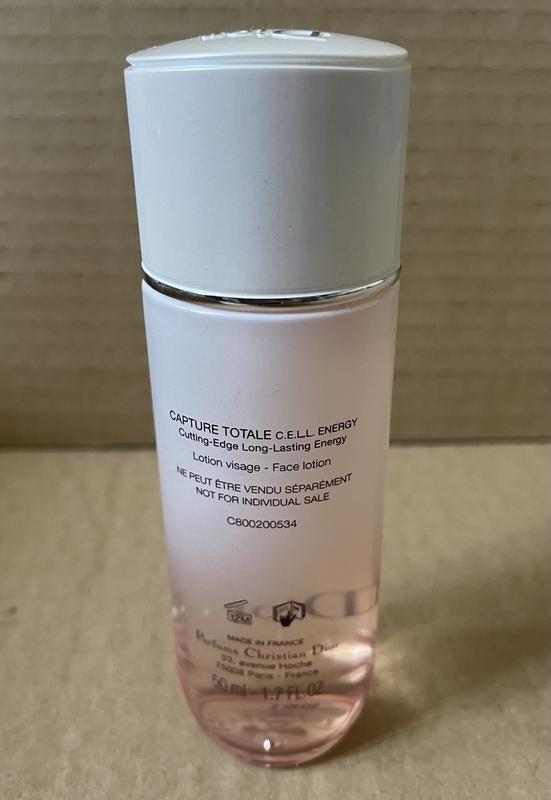 CAPTURE TOTALE C.E.L.L. ENERGY
Cutting-Edge Long-Lasting Energy
Lotion visage - Face lotion
NE PEUT ÊTRE VENDU SÉPARÉMENT
NOT FOR INDIVIDUAL SALE
C800200534
12M
MADE IN FRANCE
Parfums Christian Dior
33, avenue Hoche
75008 Paris - France
50 ml - 1.7 FL.OZ